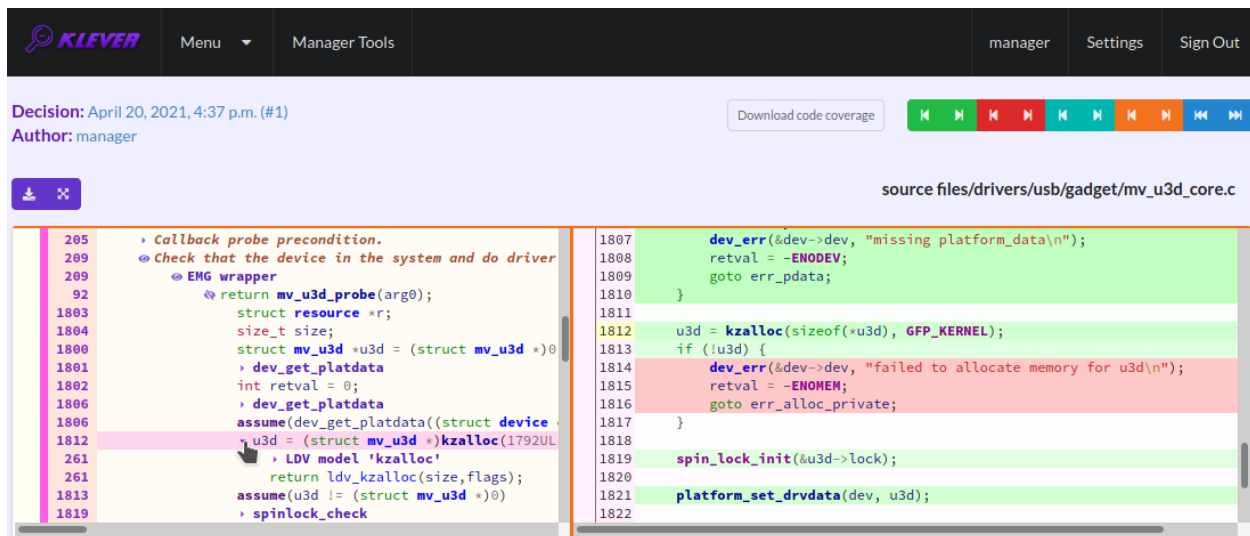 KLEVER Menu Manager Tools manager Settings Sign Out
Decision: April 20, 2021, 4:37 p.m. (#1)
Author: manager
Download code coverage
source files/drivers/usb/gadget/mv_u3d_core.c
205 Callback probe precondition.
209 Check that the device in the system and do driver
209 EMG wrapper
92 return mv_u3d_probe(arg0);
1803 struct resource *r;
1804 size_t size;
1800 struct mv_u3d *u3d = (struct mv_u3d *)0
1801 dev_get_platdata
1802 int retval = 0;
1806 dev_get_platdata
1806 assume(dev_get_platdata((struct device
1812 u3d = (struct mv_u3d *)kzalloc(1792UL
261 LDV model 'kzalloc'
261 return ldv_kzalloc(size,flags);
1813 assume(u3d != (struct mv_u3d *)0)
1819 spinlock_check
1807 dev_err(&dev->dev, "missing platform_data\n");
1808 retval = -ENODEV;
1809 goto err_pdata;
1810 }
1811
1812 u3d = kzalloc(sizeof(*u3d), GFP_KERNEL);
1813 if (!u3d) {
1814 dev_err(&dev->dev, "failed to allocate memory for u3d\n");
1815 retval = -ENOMEM;
1816 goto err_alloc_private;
1817 }
1818
1819 spin_lock_init(&u3d->lock);
1820
1821 platform_set_drvdata(dev, u3d);
1822